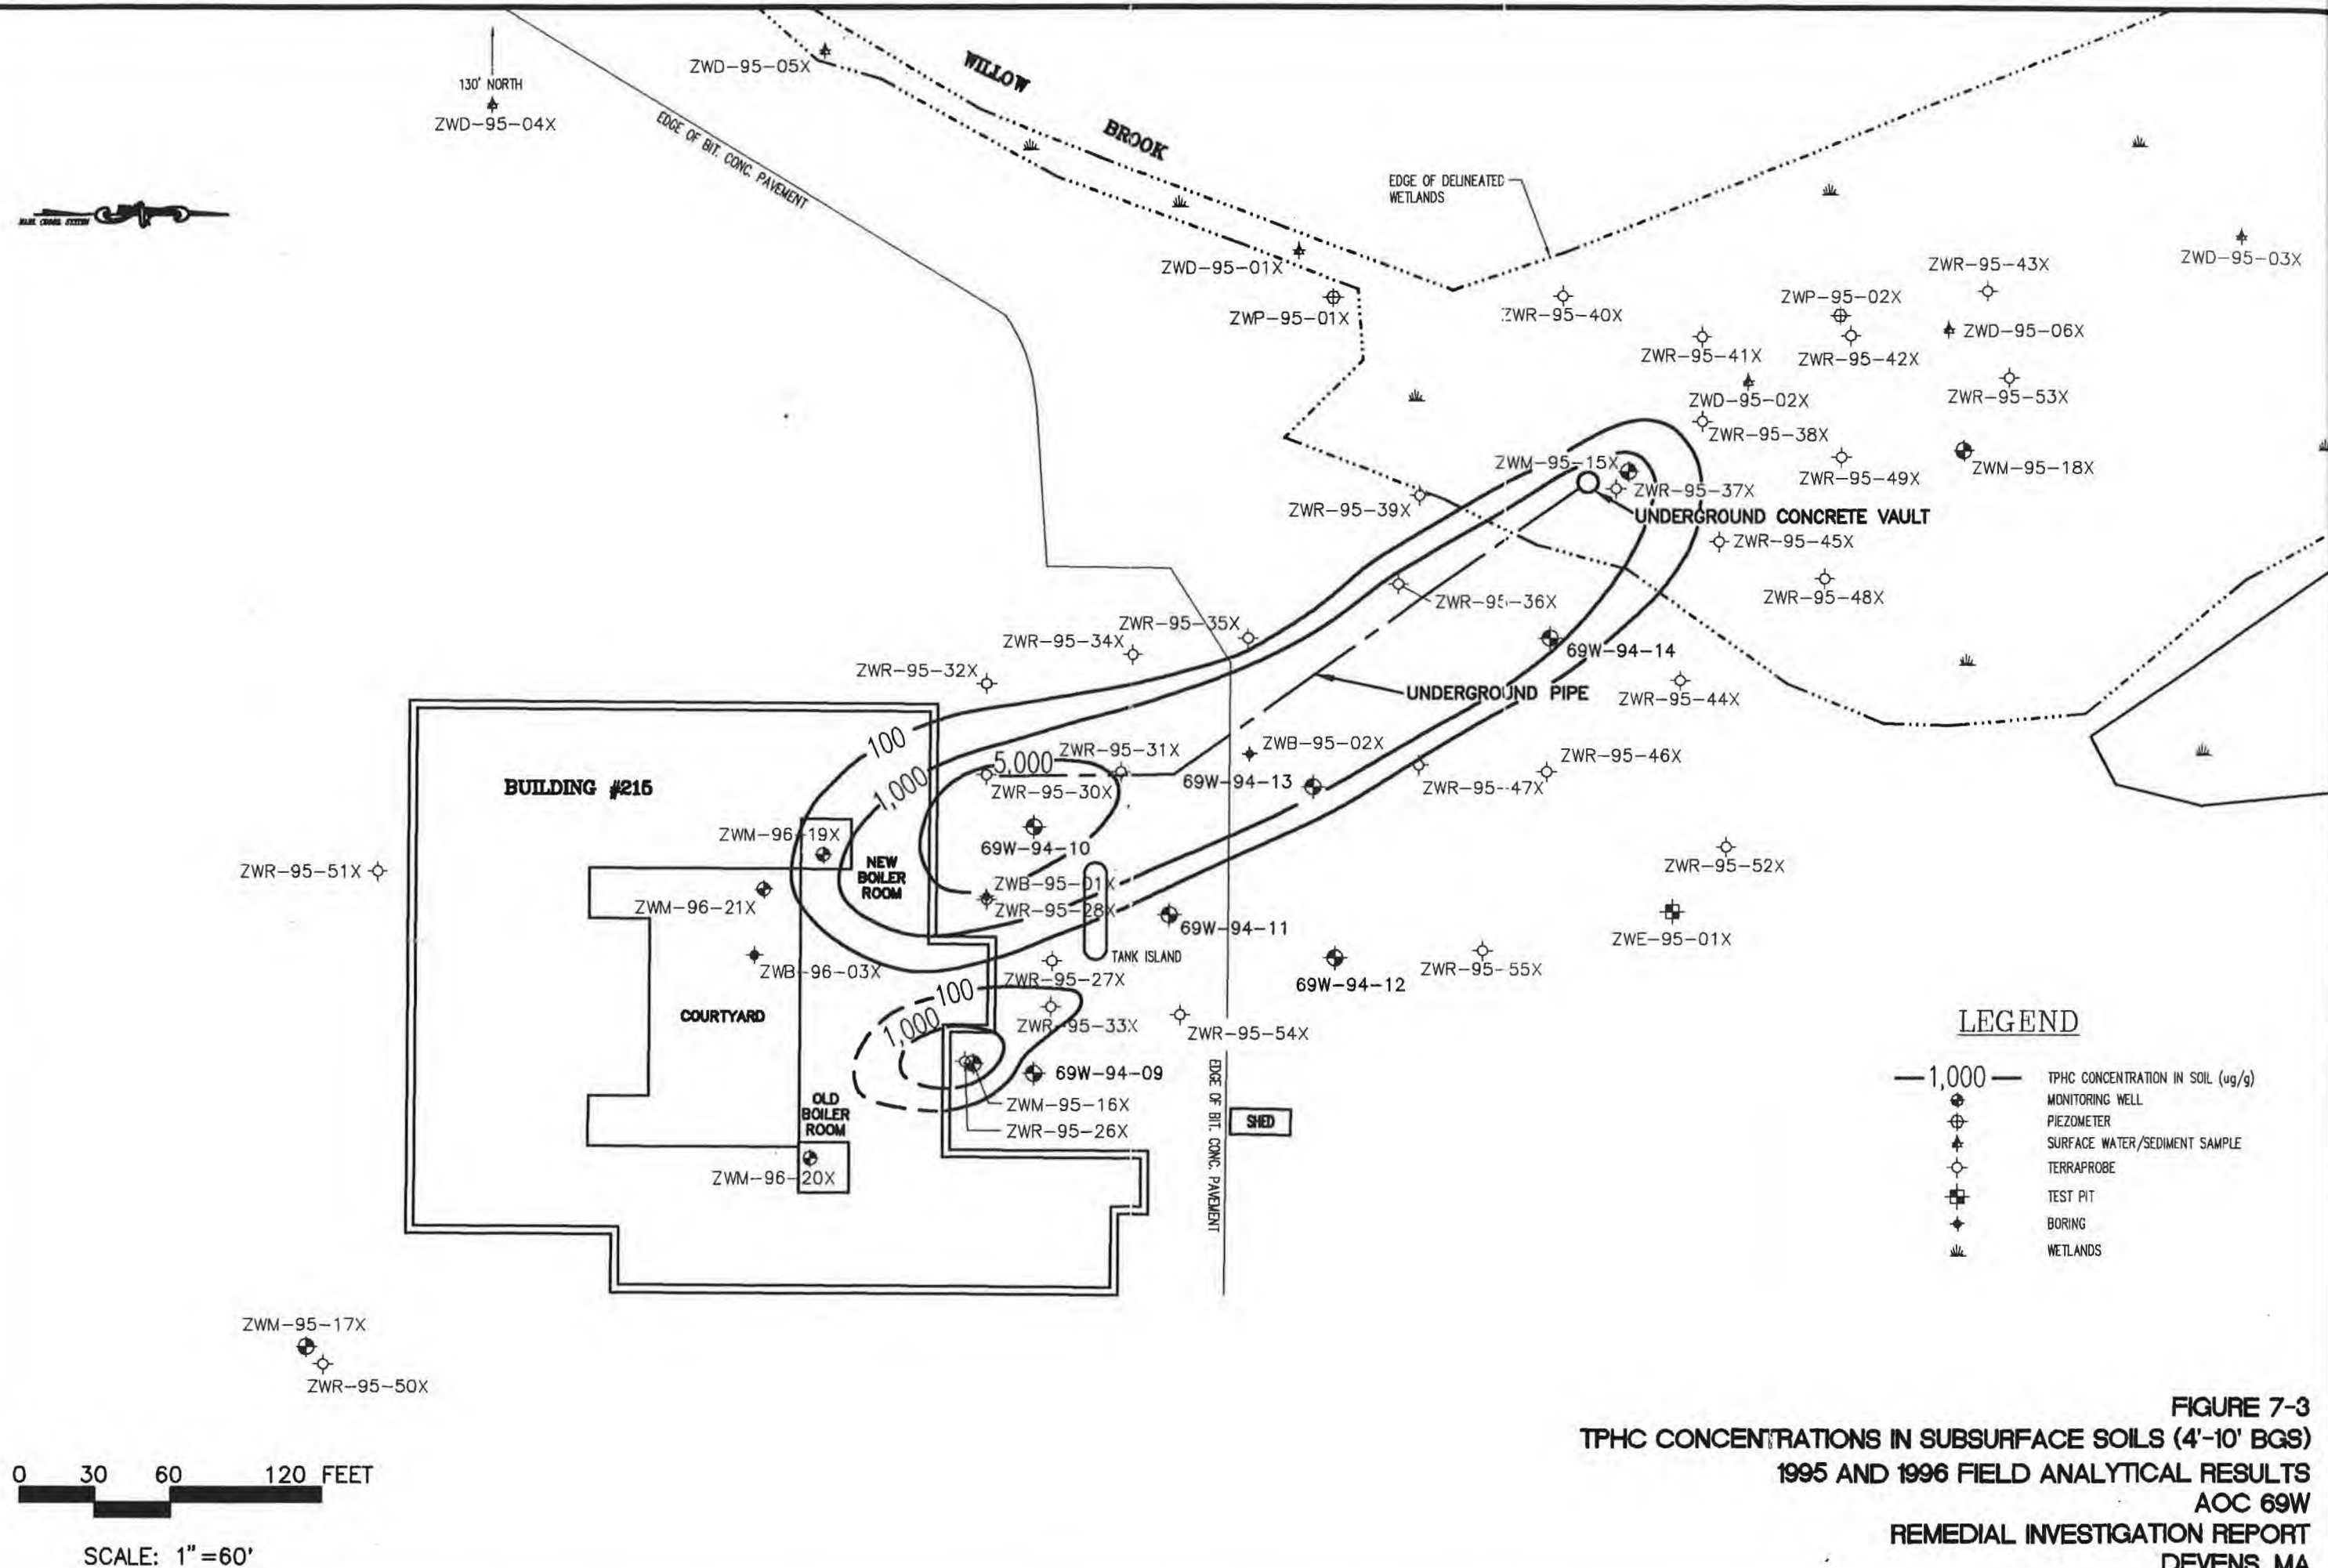 WILLOW
BROOK
ZWD-95-05X
130' NORTH
ZWD-95-04X
EDGE OF BIT. CONC. PAVEMENT
EDGE OF DELINEATED
WETLANDS
ZWD-95-01X
ZWP-95-01X
ZWR-95-40X
ZWD-95-03X
ZWR-95-43X
ZWP-95-02X
ZWD-95-06X
ZWR-95-41X
ZWR-95-42X
ZWD-95-02X
ZWR-95-53X
ZWR-95-38X
ZWM-95-15X
ZWM-95-18X
ZWR-95-49X
ZWR-95-37X
ZWR-95-39X
UNDERGROUND CONCRETE VAULT
ZWR-95-45X
ZWR-95-48X
ZWR-95-36X
ZWR-95-35X
ZWR-95-34X
69W-94-14
ZWR-95-32X
UNDERGROUND PIPE
ZWR-95-44X
100
ZWR-95-31X
ZWB-95-02X
ZWR-95-46X
5,000
BUILDING #215
1,000
ZWR-95-30X
69W-94-13
ZWR-95-47X
ZWM-96-19X
69W-94-10
NEW
BOILER
ROOM
ZWR-95-52X
ZWR-95-51X
ZWB-95-01X
ZWM-96-21X
ZWR-95-28X
69W-94-11
ZWE-95-01X
TANK ISLAND
ZWB-96-03X
ZWR-95-27X
ZWR-95-55X
69W-94-12
100
COURTYARD
1,000
ZWR-95-33X
ZWR-95-54X
69W-94-09
OLD
BOILER
ROOM
ZWM-95-16X
ZWR-95-26X
SHED
EDGE OF BIT. CONC. PAVEMENT
ZWM-96-20X
ZWM-95-17X
ZWR-95-50X
LEGEND
1,000 TPHC CONCENTRATION IN SOIL (ug/g)
MONITORING WELL
PIEZOMETER
SURFACE WATER/SEDIMENT SAMPLE
TERRAPROBE
TEST PIT
BORING
WETLANDS
0 30 60 120 FEET
SCALE: 1"=60'
FIGURE 7-3
TPHC CONCENTRATIONS IN SUBSURFACE SOILS (4'-10' BGS)
1995 AND 1996 FIELD ANALYTICAL RESULTS
AOC 69W
REMEDIAL INVESTIGATION REPORT
DEVENS, MA